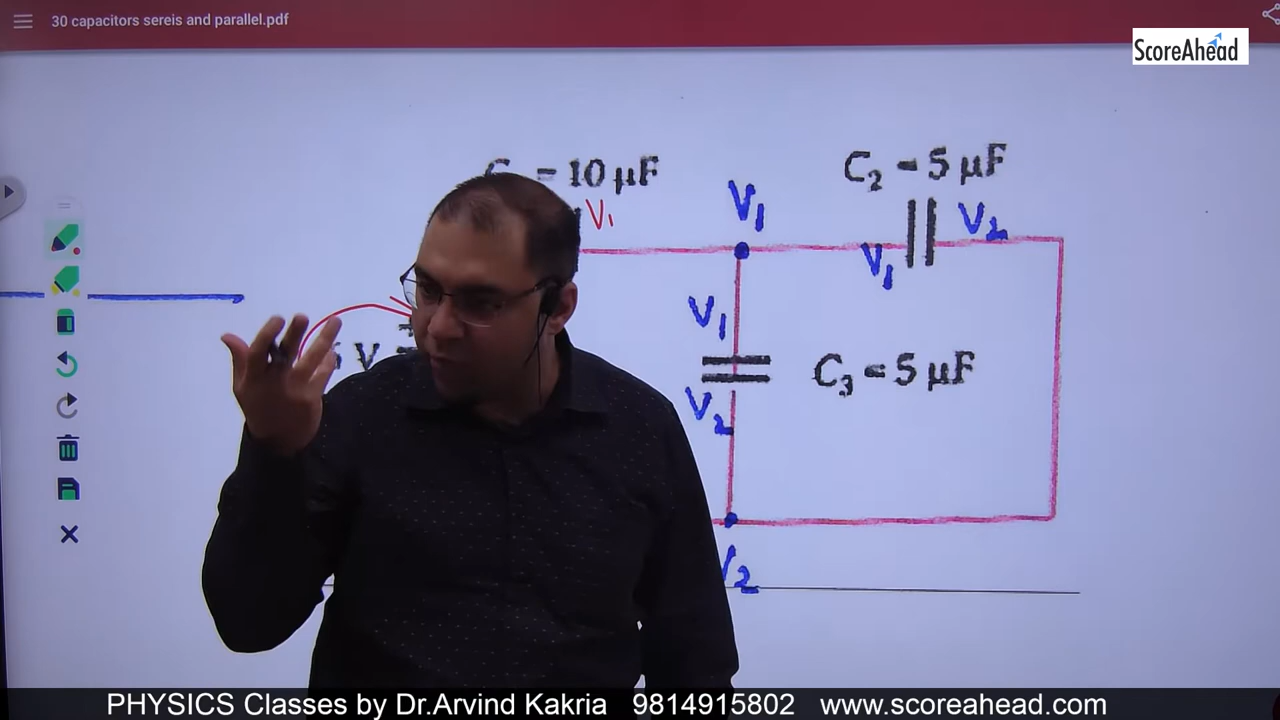 30 capacitors sereis and parallel.pdf
ScoreAhead
= 10 μF
C₂ = 5 μF
V₁
V₁
V₂
V₁
V₁
V
C₃ = 5 μF
V₂
V₂
PHYSICS Classes by Dr.Arvind Kakria 9814915802 www.scoreahead.com